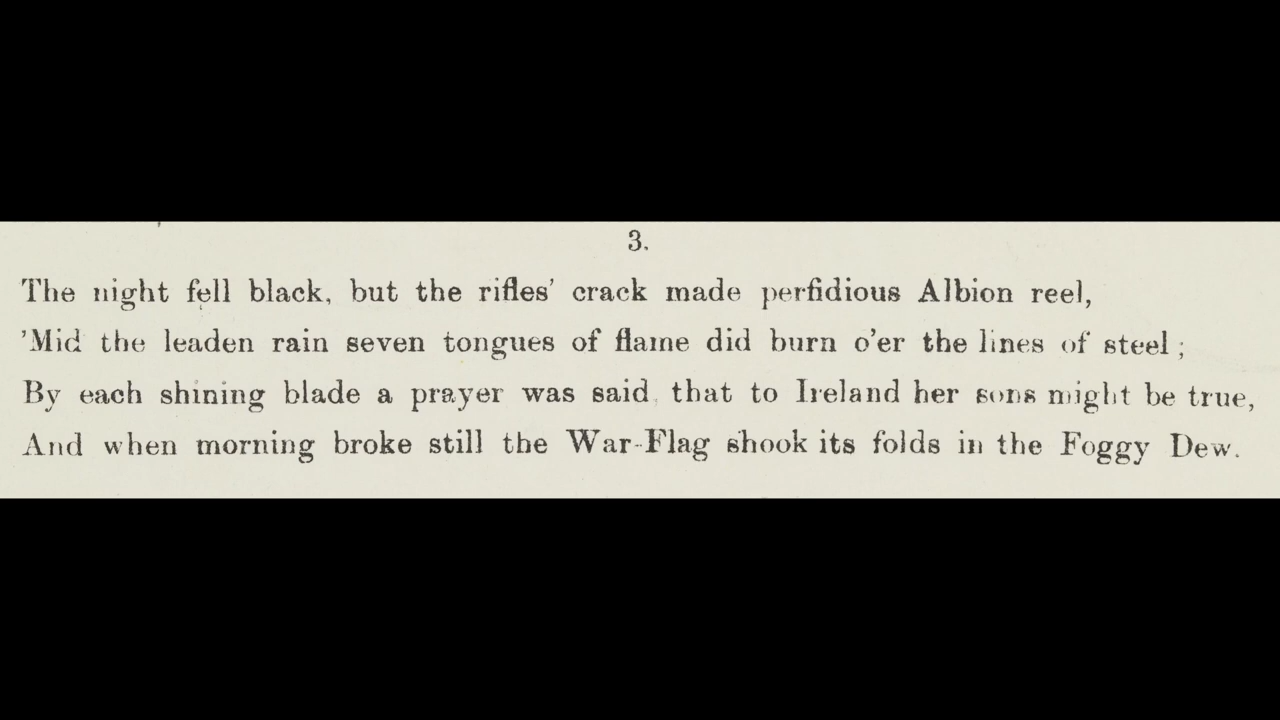 3.
The night fell black, but the rifles’ crack made perfidious Albion reel,
’Mid the leaden rain seven tongues of flame did burn o’er the lines of steel ;
By each shining blade a prayer was said, that to Ireland her sons might be true,
And when morning broke still the War-Flag shook its folds in the Foggy Dew.